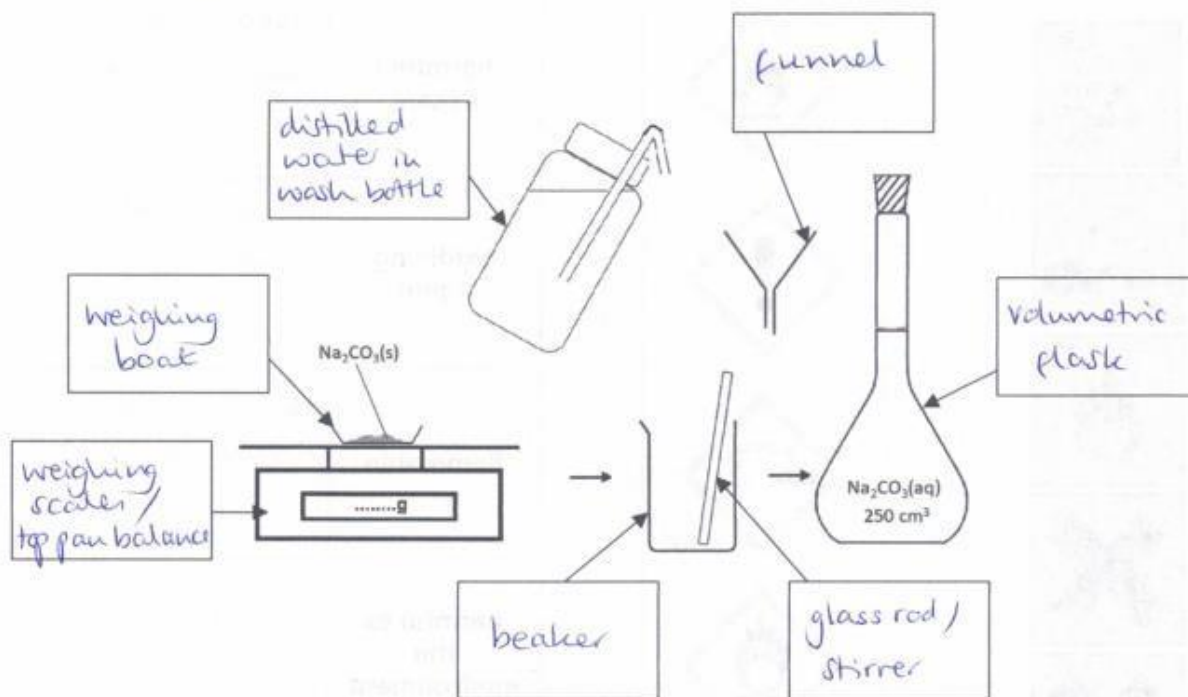 funnel
distilled
water in
wash bottle
weighing
boat
Na₂CO₃(s)
volumetric
flask
weighing
scales /
top pan balance
........g
Na₂CO₃(aq)
250 cm³
beaker
glass rod /
stirrer